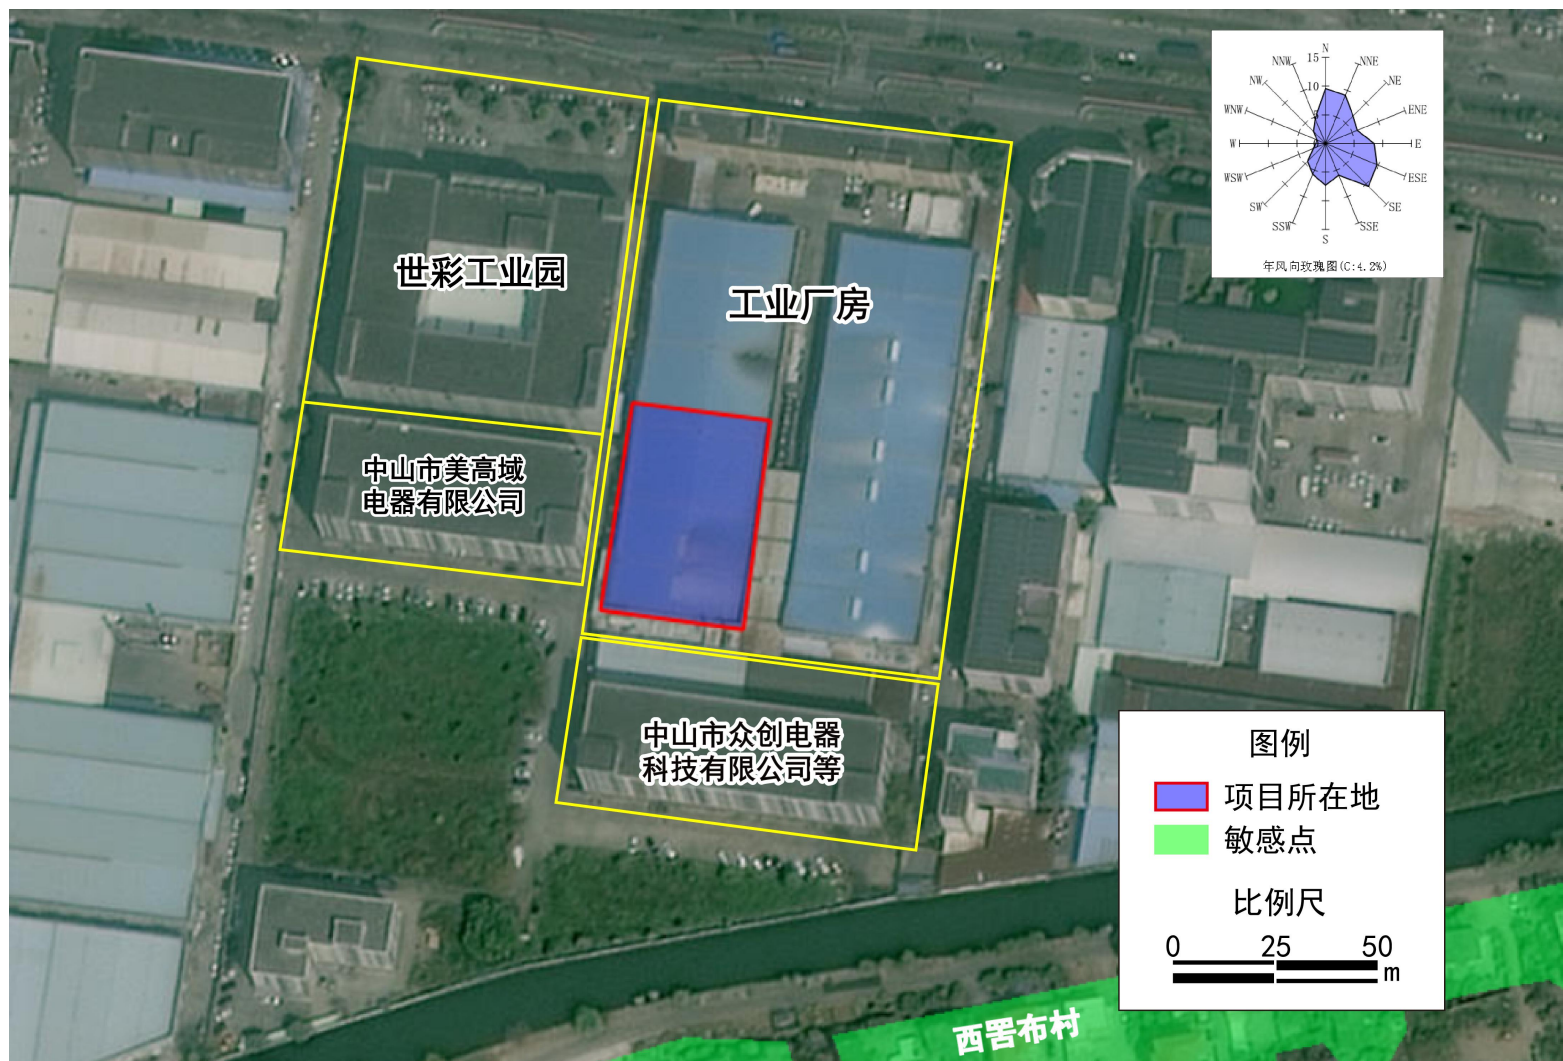 N
NNE
NE
ENE
E
ESE
SE
SSE
S
SSW
SW
WSW
W
WNW
NW
NNW
15
10
年风向玫瑰图(C:4.2%)
世彩工业园
工业厂房
中山市美高域
电器有限公司
中山市众创电器
科技有限公司等
图例
项目所在地
敏感点
比例尺
0 25 50
m
西罟布村